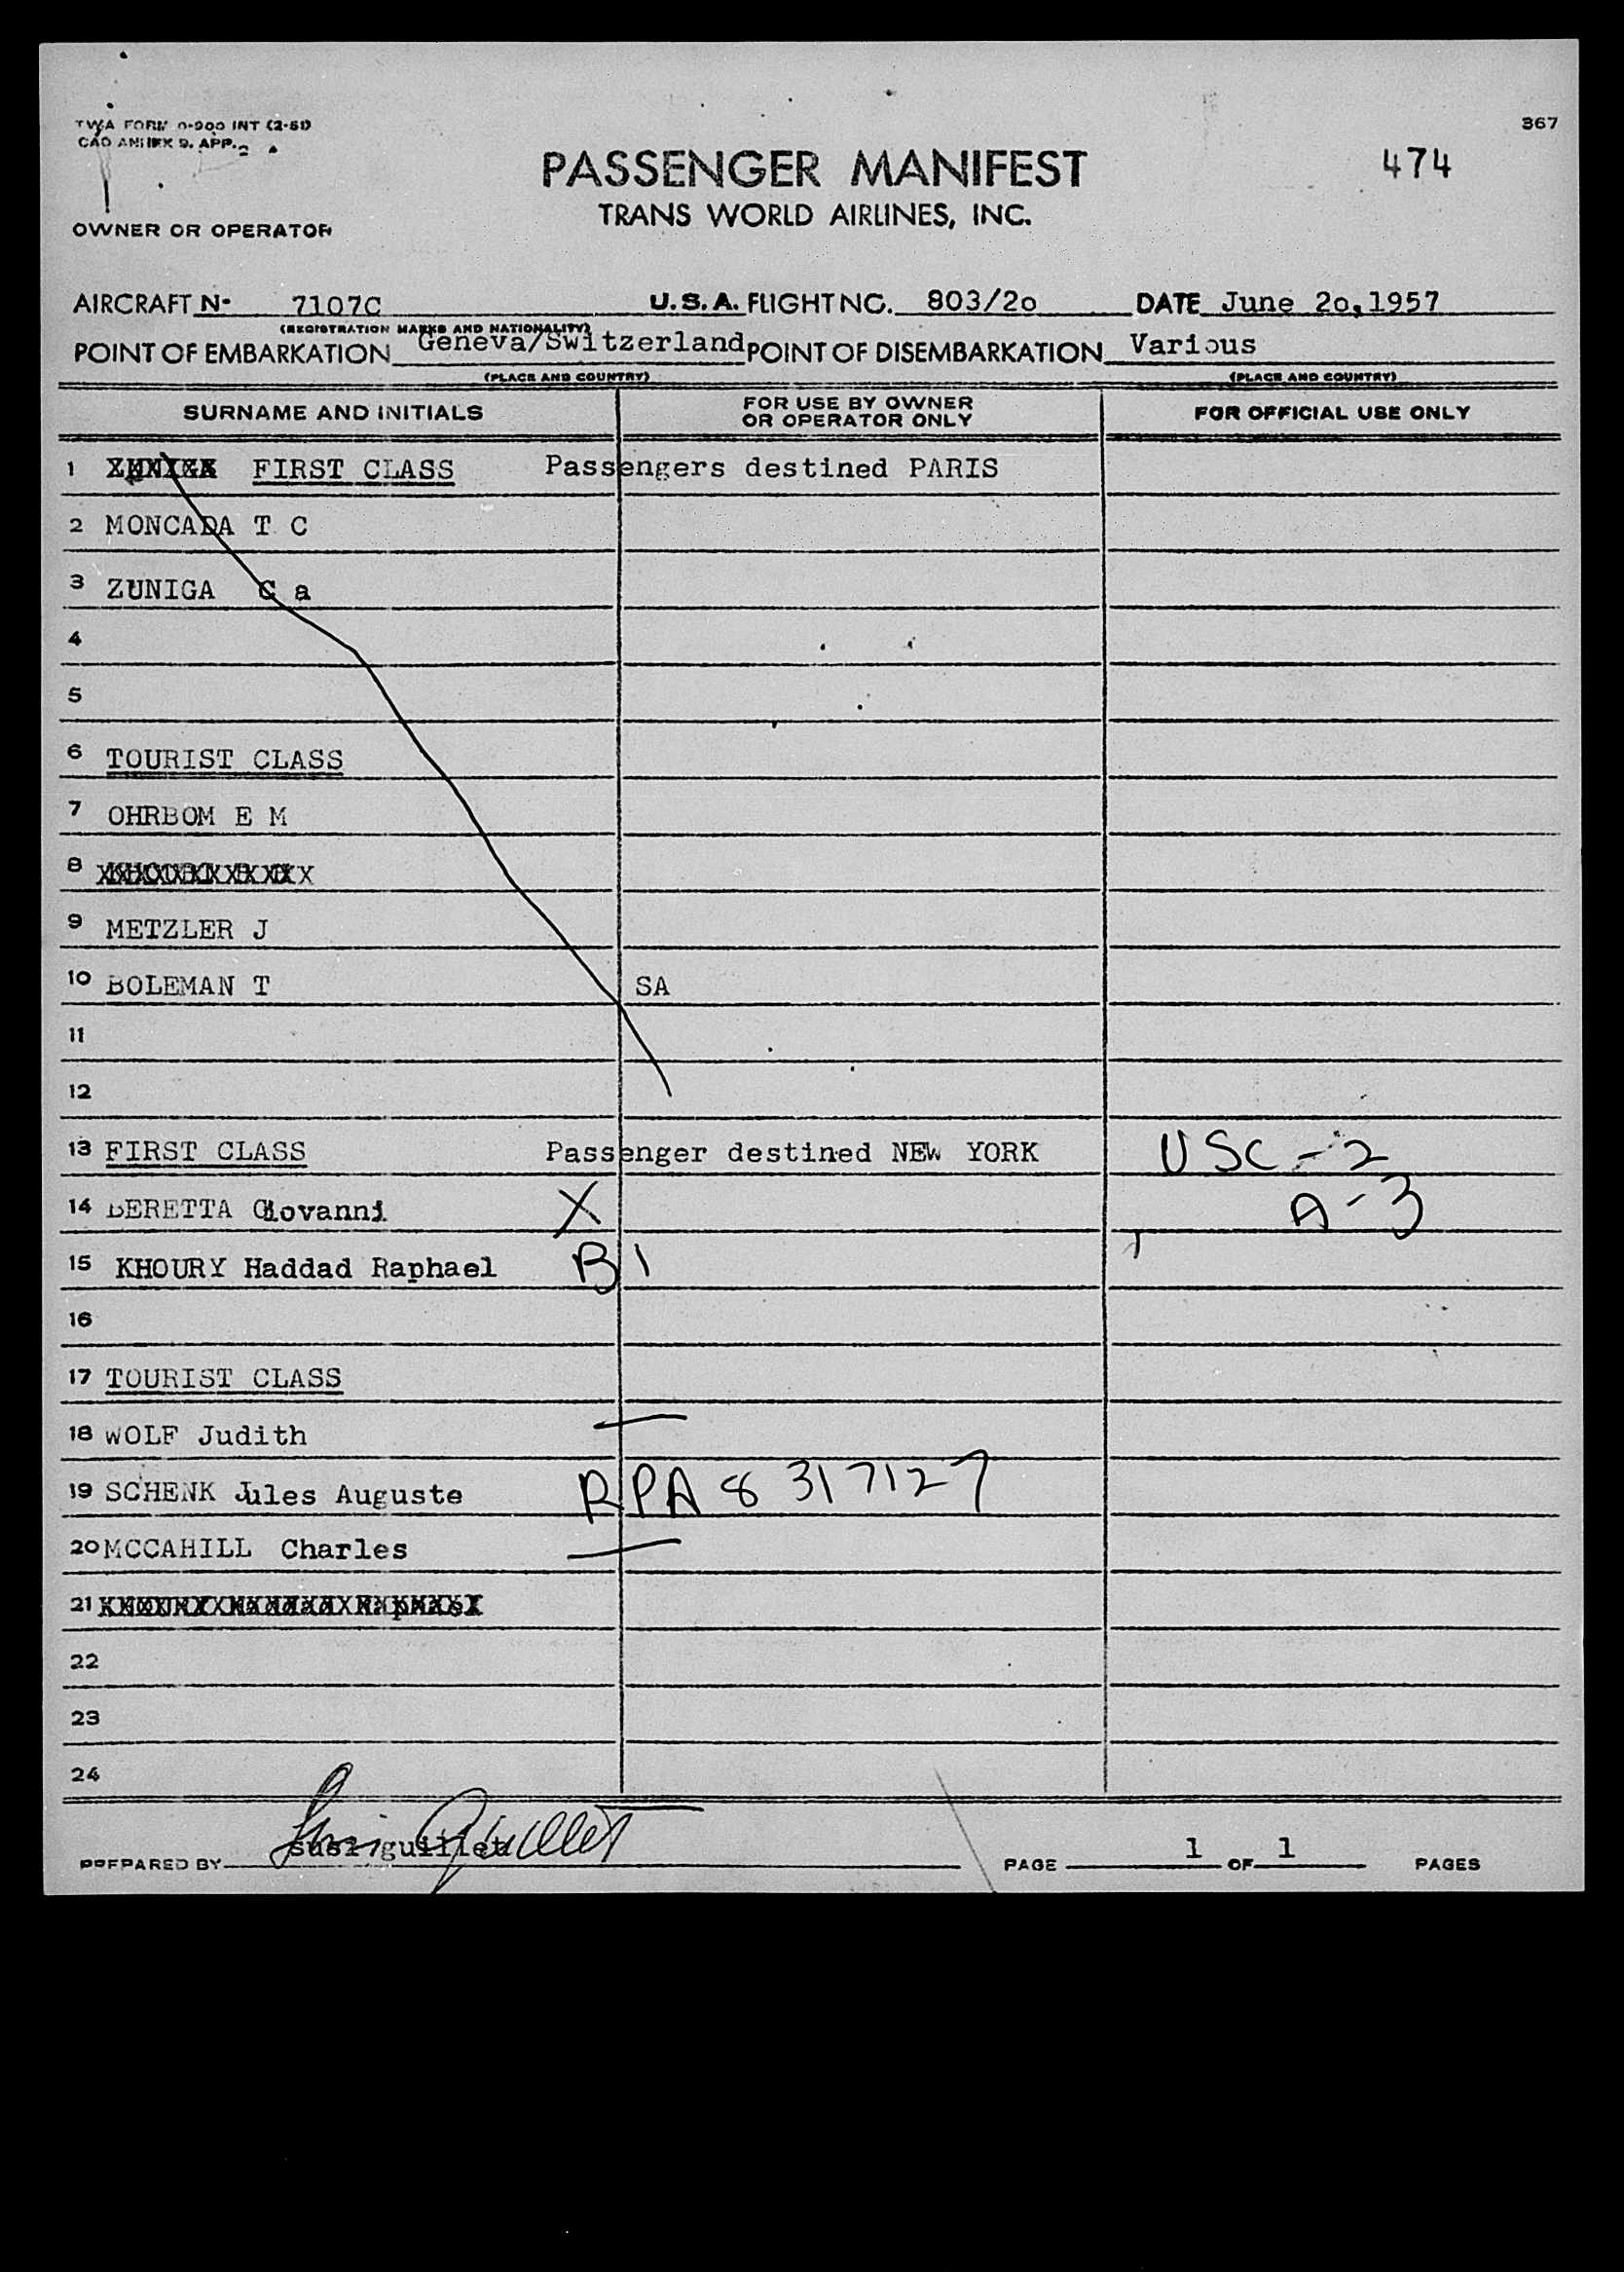 TWA FORM 0-900 INT (2-51)
367
CAO ANNEX 9. APP. 2
PASSENGER MANIFEST
474
TRANS WORLD AIRLINES, INC.
OWNER OR OPERATOR
AIRCRAFT N- 7107C U.S.A. FLIGHT NO. 803/2o DATE June 2o,1957
(REGISTRATION MARKS AND NATIONALITY)
POINT OF EMBARKATION Geneva/Switzerland POINT OF DISEMBARKATION Various
(PLACE AND COUNTRY) (PLACE AND COUNTRY)
SURNAME AND INITIALS FOR USE BY OWNER OR OPERATOR ONLY FOR OFFICIAL USE ONLY
1 FIRST CLASS Passengers destined PARIS
2 MONCADA T C
3 ZUNIGA C a
4
5
6 TOURIST CLASS
7 OHRBOM E M
8
9 METZLER J
10 BOLEMAN T SA
11
12
13 FIRST CLASS Passenger destined NEW YORK USC - 2
14 BERETTA Giovanni X A - 3
15 KHOURY Haddad Raphael B1
16
17 TOURIST CLASS
18 WOLF Judith —
19 SCHENK Jules Auguste RPA 8 317127
20 MCCAHILL Charles —
21
22
23
24
PREPARED BY susi guillet PAGE 1 OF 1 PAGES